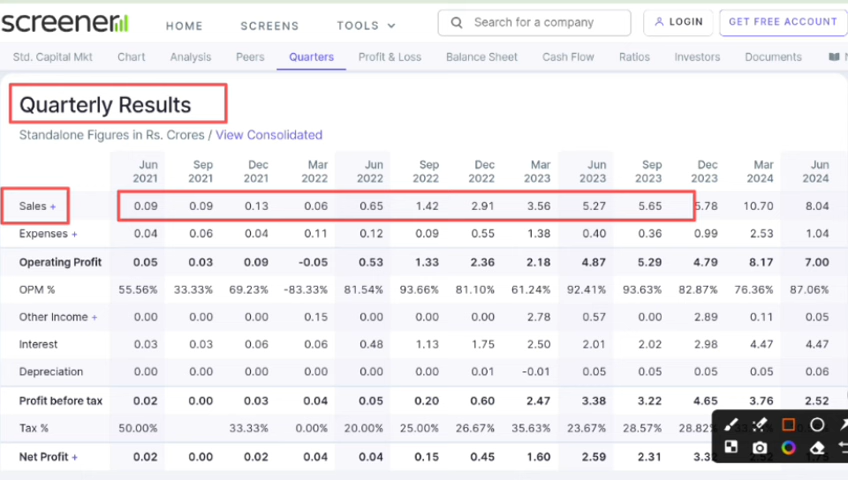 screener
HOME SCREENS TOOLS Search for a company LOGIN GET FREE ACCOUNT
Std. Capital Mkt Chart Analysis Peers Quarters Profit & Loss Balance Sheet Cash Flow Ratios Investors Documents
Quarterly Results
Standalone Figures in Rs. Crores / View Consolidated
Jun 2021 Sep 2021 Dec 2021 Mar 2022 Jun 2022 Sep 2022 Dec 2022 Mar 2023 Jun 2023 Sep 2023 Dec 2023 Mar 2024 Jun 2024
Sales + 0.09 0.09 0.13 0.06 0.65 1.42 2.91 3.56 5.27 5.65 5.78 10.70 8.04
Expenses + 0.04 0.06 0.04 0.11 0.12 0.09 0.55 1.38 0.40 0.36 0.99 2.53 1.04
Operating Profit 0.05 0.03 0.09 -0.05 0.53 1.33 2.36 2.18 4.87 5.29 4.79 8.17 7.00
OPM % 55.56% 33.33% 69.23% -83.33% 81.54% 93.66% 81.10% 61.24% 92.41% 93.63% 82.87% 76.36% 87.06%
Other Income + 0.00 0.00 0.00 0.15 0.00 0.00 0.00 2.78 0.57 0.00 2.89 0.11 0.05
Interest 0.03 0.03 0.06 0.06 0.48 1.13 1.75 2.50 2.01 2.02 2.98 4.47 4.47
Depreciation 0.00 0.00 0.00 0.00 0.00 0.00 0.01 -0.01 0.05 0.05 0.05 0.05 0.06
Profit before tax 0.02 0.00 0.03 0.04 0.05 0.20 0.60 2.47 3.38 3.22 4.65 3.76 2.52
Tax % 50.00% 33.33% 0.00% 20.00% 25.00% 26.67% 35.63% 23.67% 28.57% 28.82%
Net Profit + 0.02 0.00 0.02 0.04 0.04 0.15 0.45 1.60 2.59 2.31